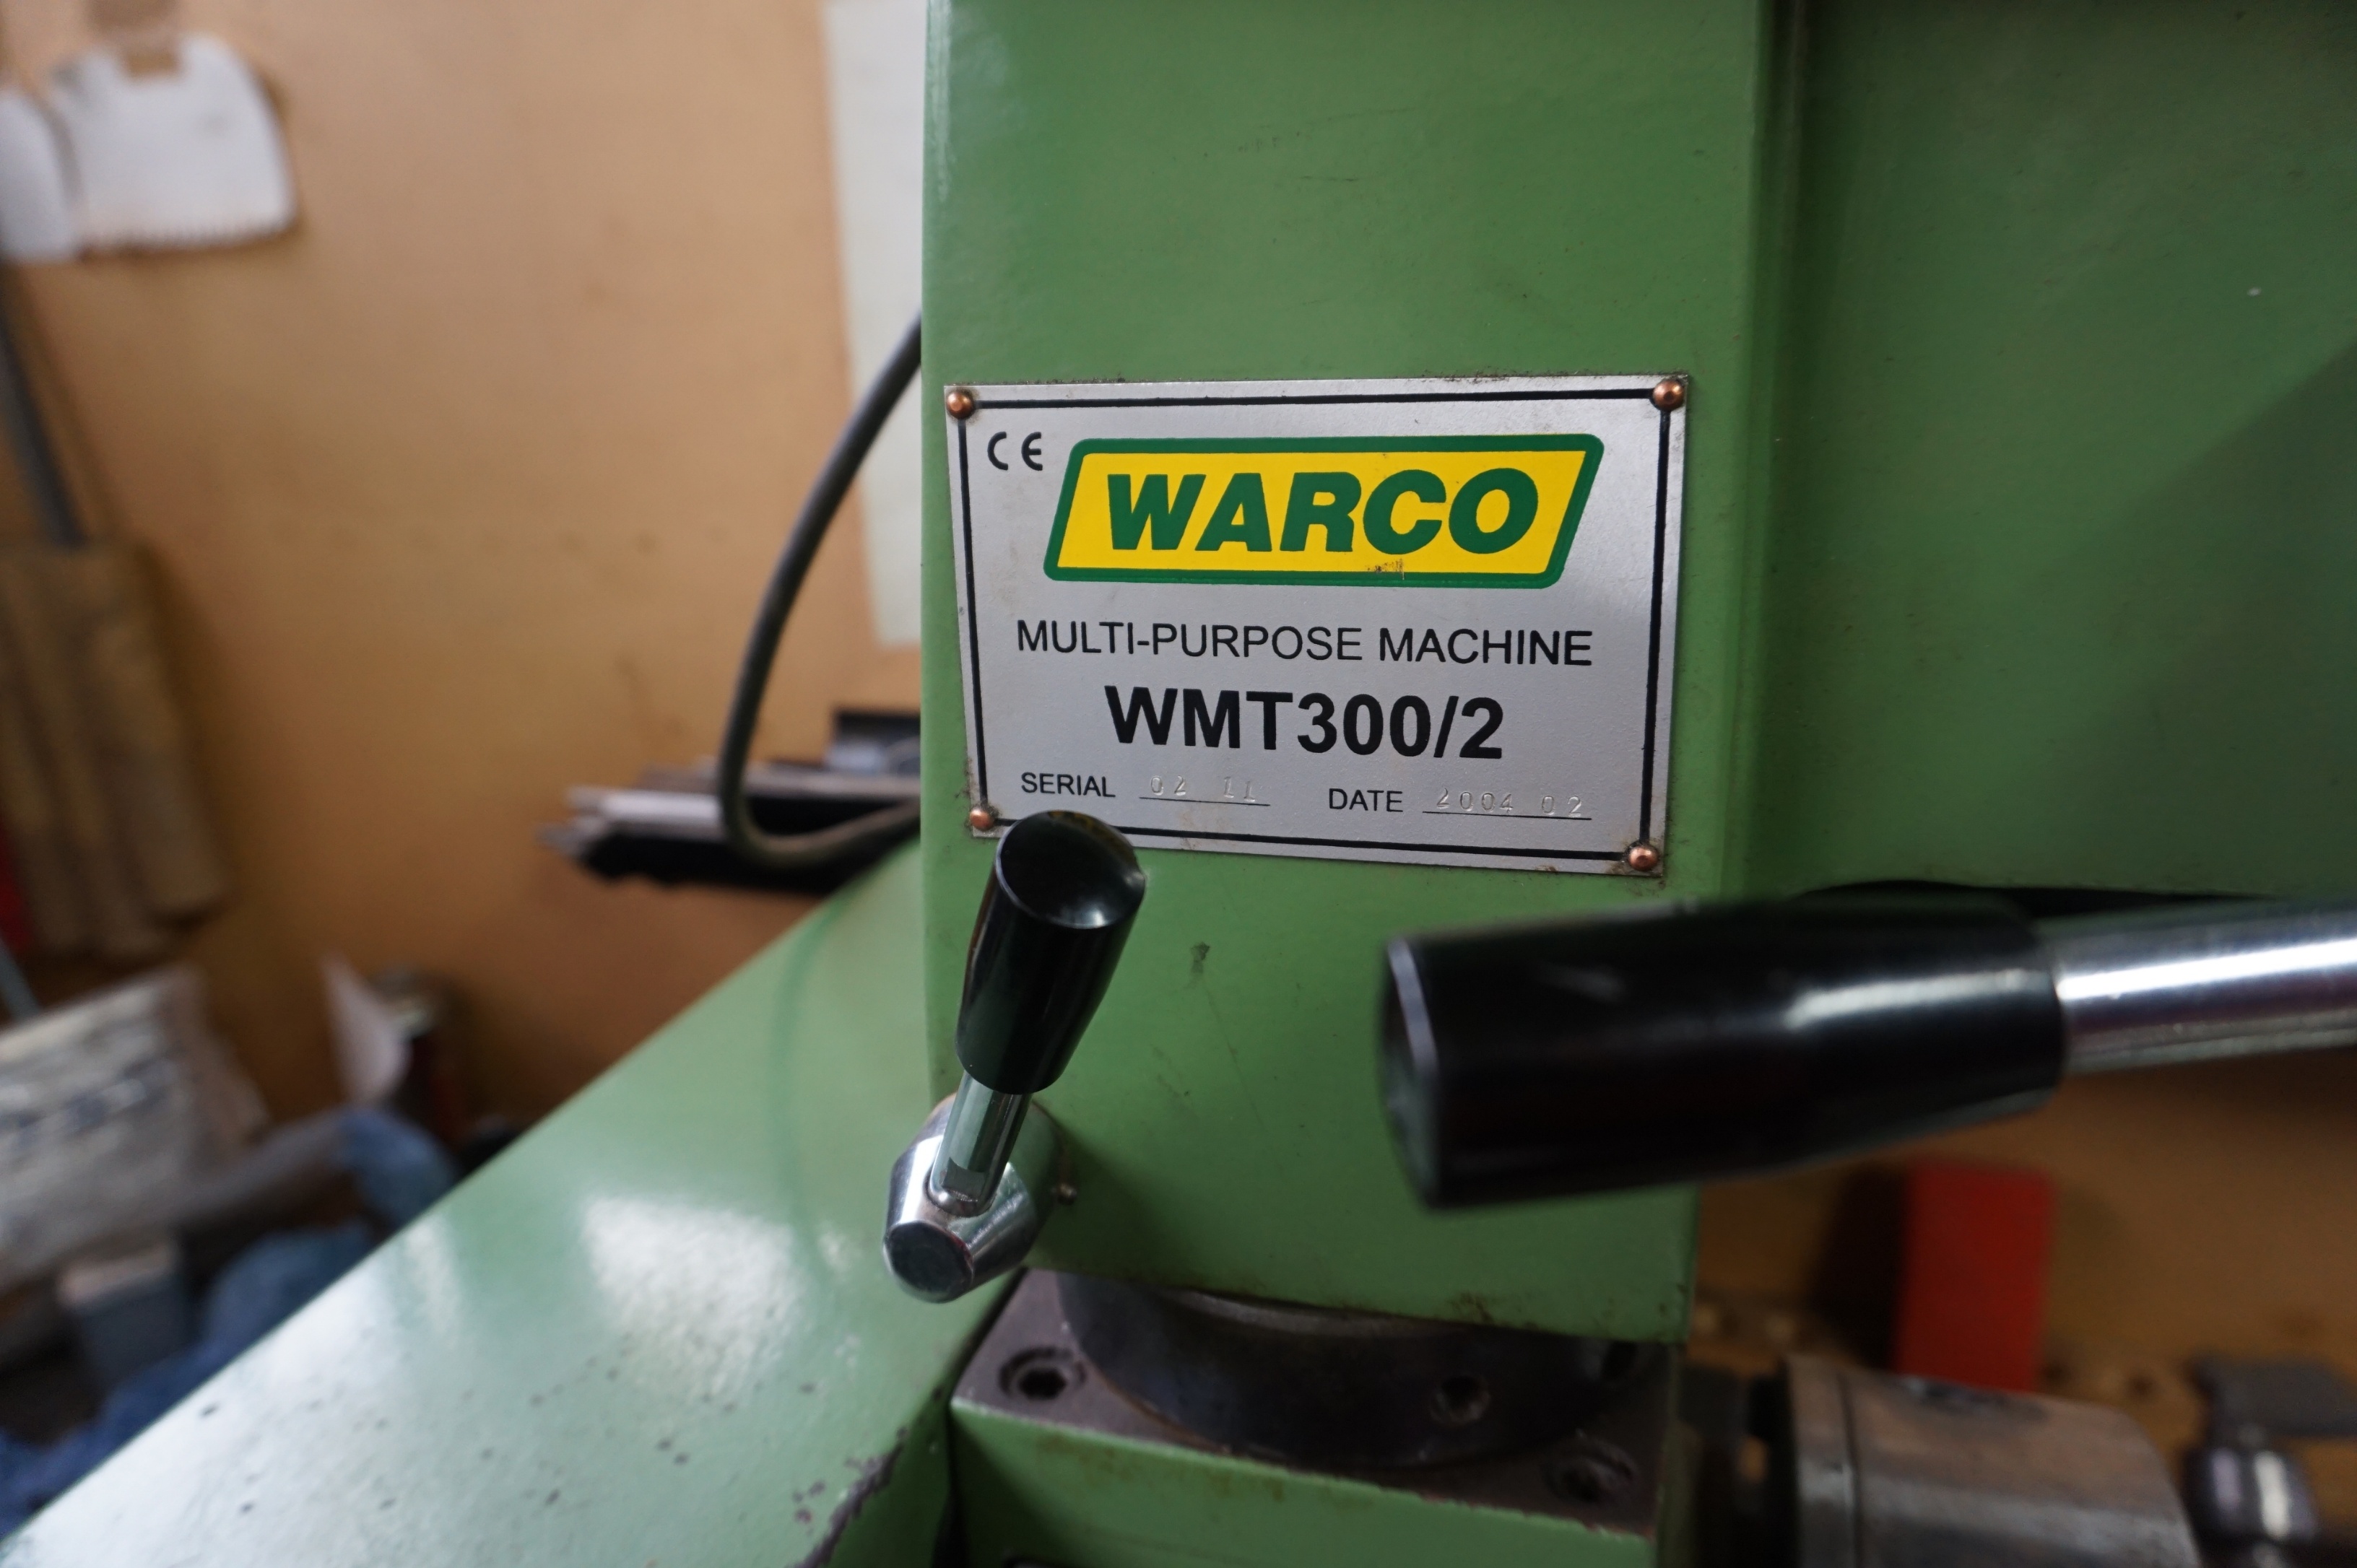 CE
WARCO
MULTI-PURPOSE MACHINE
WMT300/2
SERIAL 02 11 DATE 2004 02